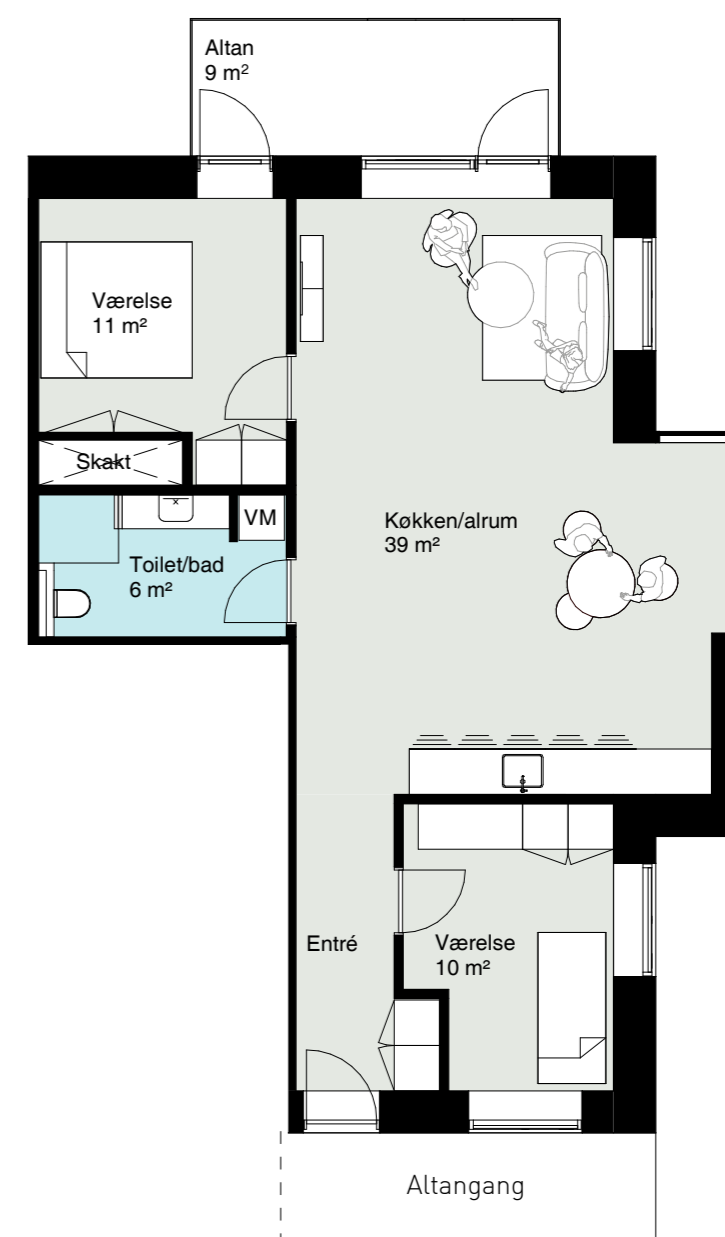 Altan
9 m²
Værelse
11 m²
Skakt
VM
Toilet/bad
6 m²
Køkken/alrum
39 m²
Entré
Værelse
10 m²
Altangang